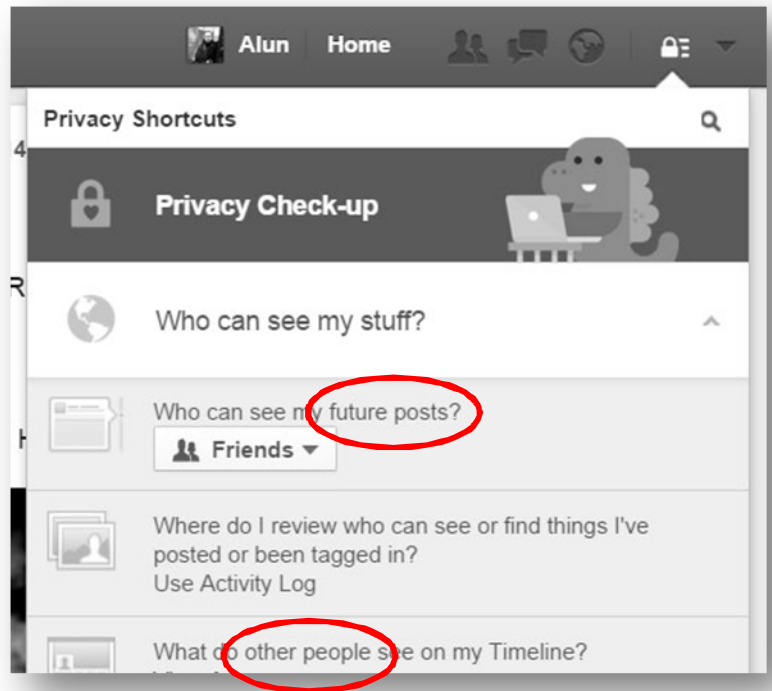 Alun Home
Privacy Shortcuts
4
Privacy Check-up
R
Who can see my stuff?
Who can see my future posts?
Friends
Where do I review who can see or find things I've
posted or been tagged in?
Use Activity Log
What do other people see on my Timeline?